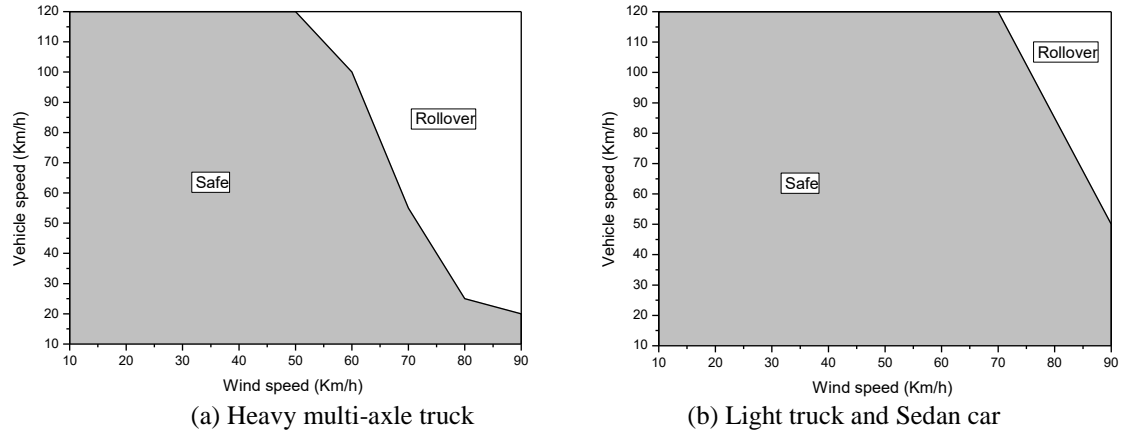 120
110
100
90
80
70
60
50
40
30
20
10
Vehicle speed (Km/h)
Safe
Rollover
10 20 30 40 50 60 70 80 90
Wind speed (Km/h)
(a) Heavy multi-axle truck
120
110
100
90
80
70
60
50
40
30
20
10
Vehicle speed (Km/h)
Rollover
Safe
10 20 30 40 50 60 70 80 90
Wind speed (Km/h)
(b) Light truck and Sedan car